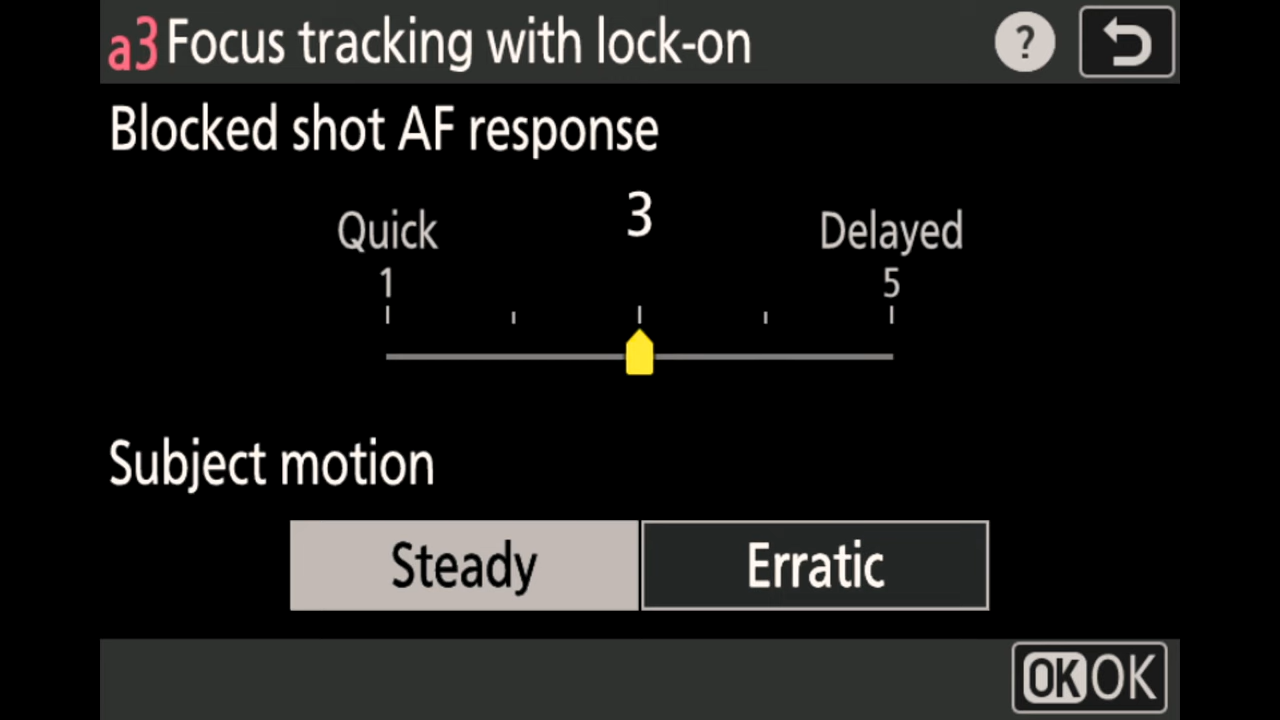 a3 Focus tracking with lock-on ?
Blocked shot AF response
3
Quick Delayed
1 5
Subject motion
Steady Erratic
OK OK